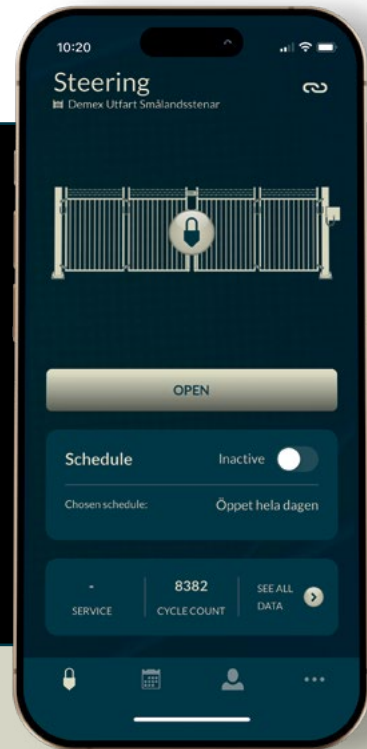 10:20
Steering
Demex Utfart Smålandsstenar
OPEN
Schedule
Inactive
Chosen schedule:
Öppet hela dagen
-
SERVICE
8382
CYCLE COUNT
SEE ALL
DATA